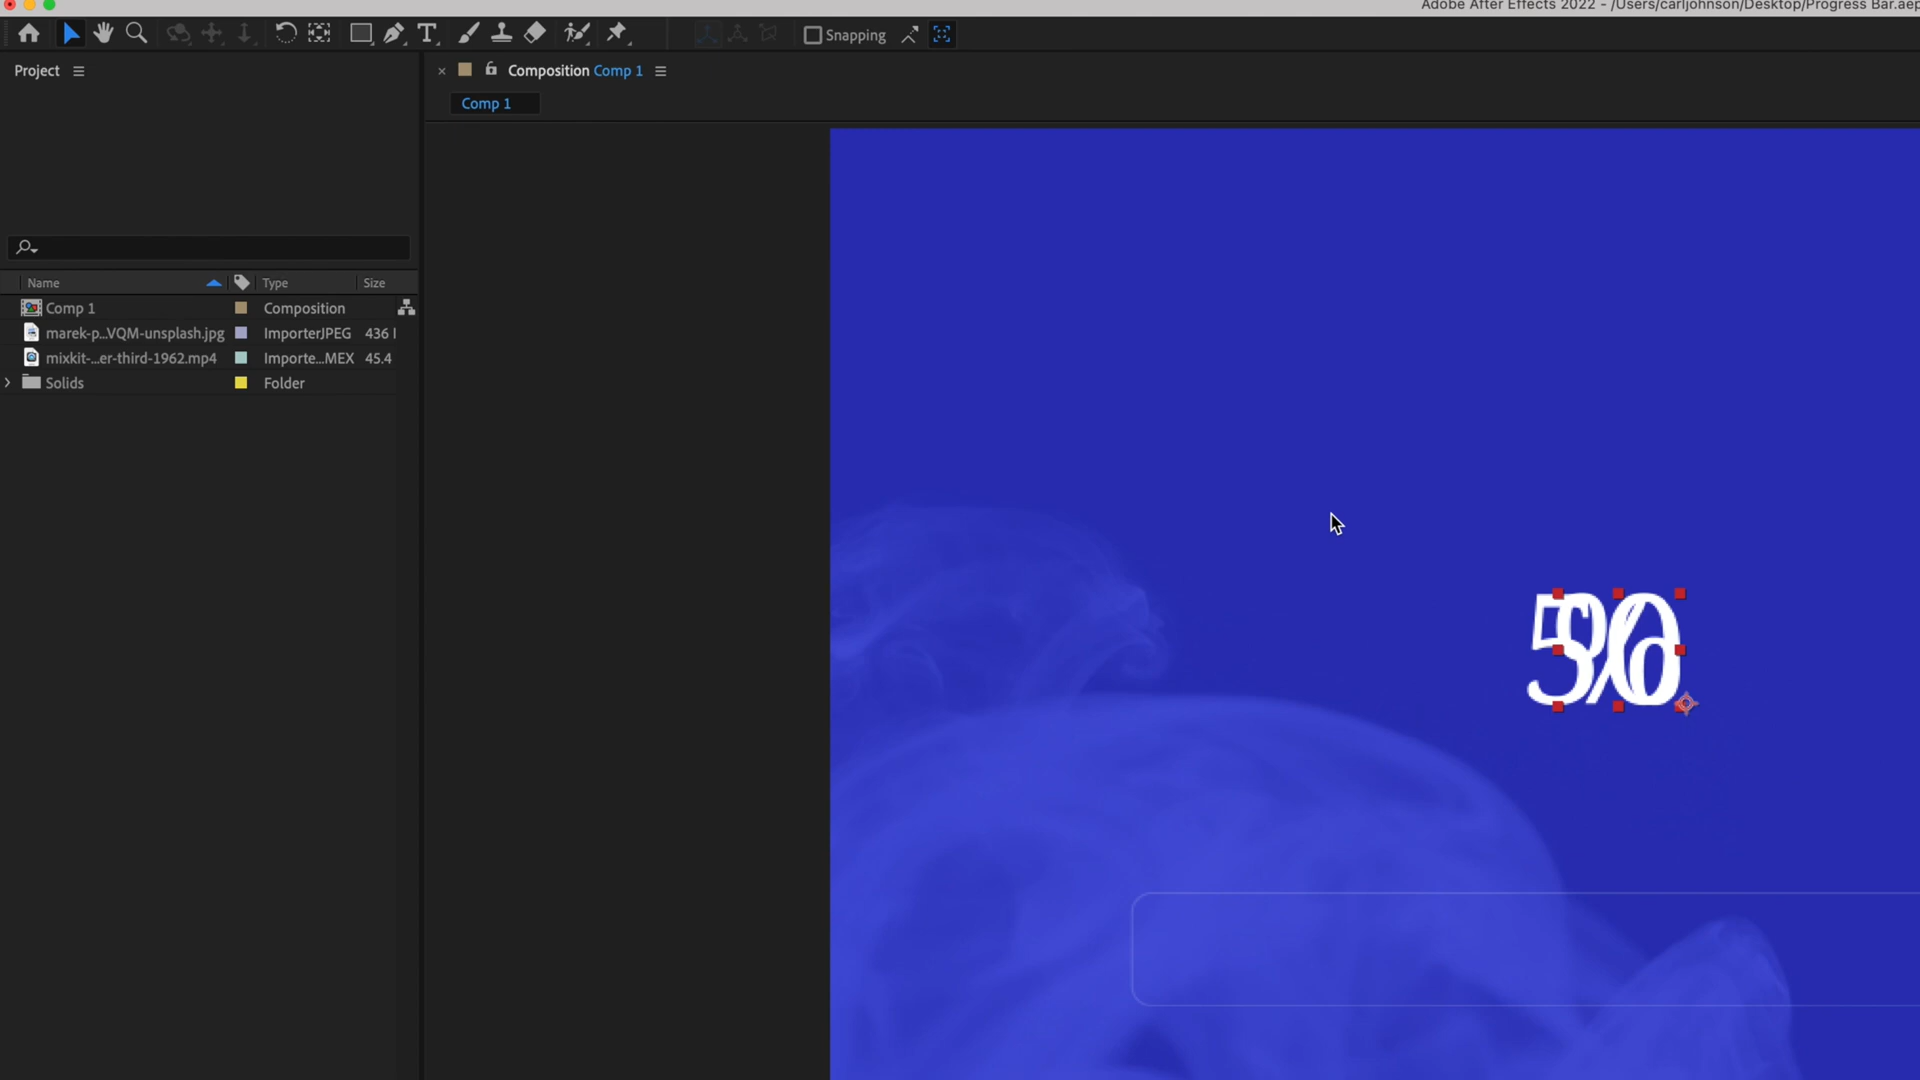 Adobe After Effects 2022 - /Users/carljohnson/Desktop/Progress Bar.aep
Snapping
Project
Composition Comp 1
Comp 1
Name Type Size
Comp 1 Composition
marek-p...VQM-unsplash.jpg ImporterJPEG 436
mixkit-...er-third-1962.mp4 Importe...MEX 45.4
Solids Folder